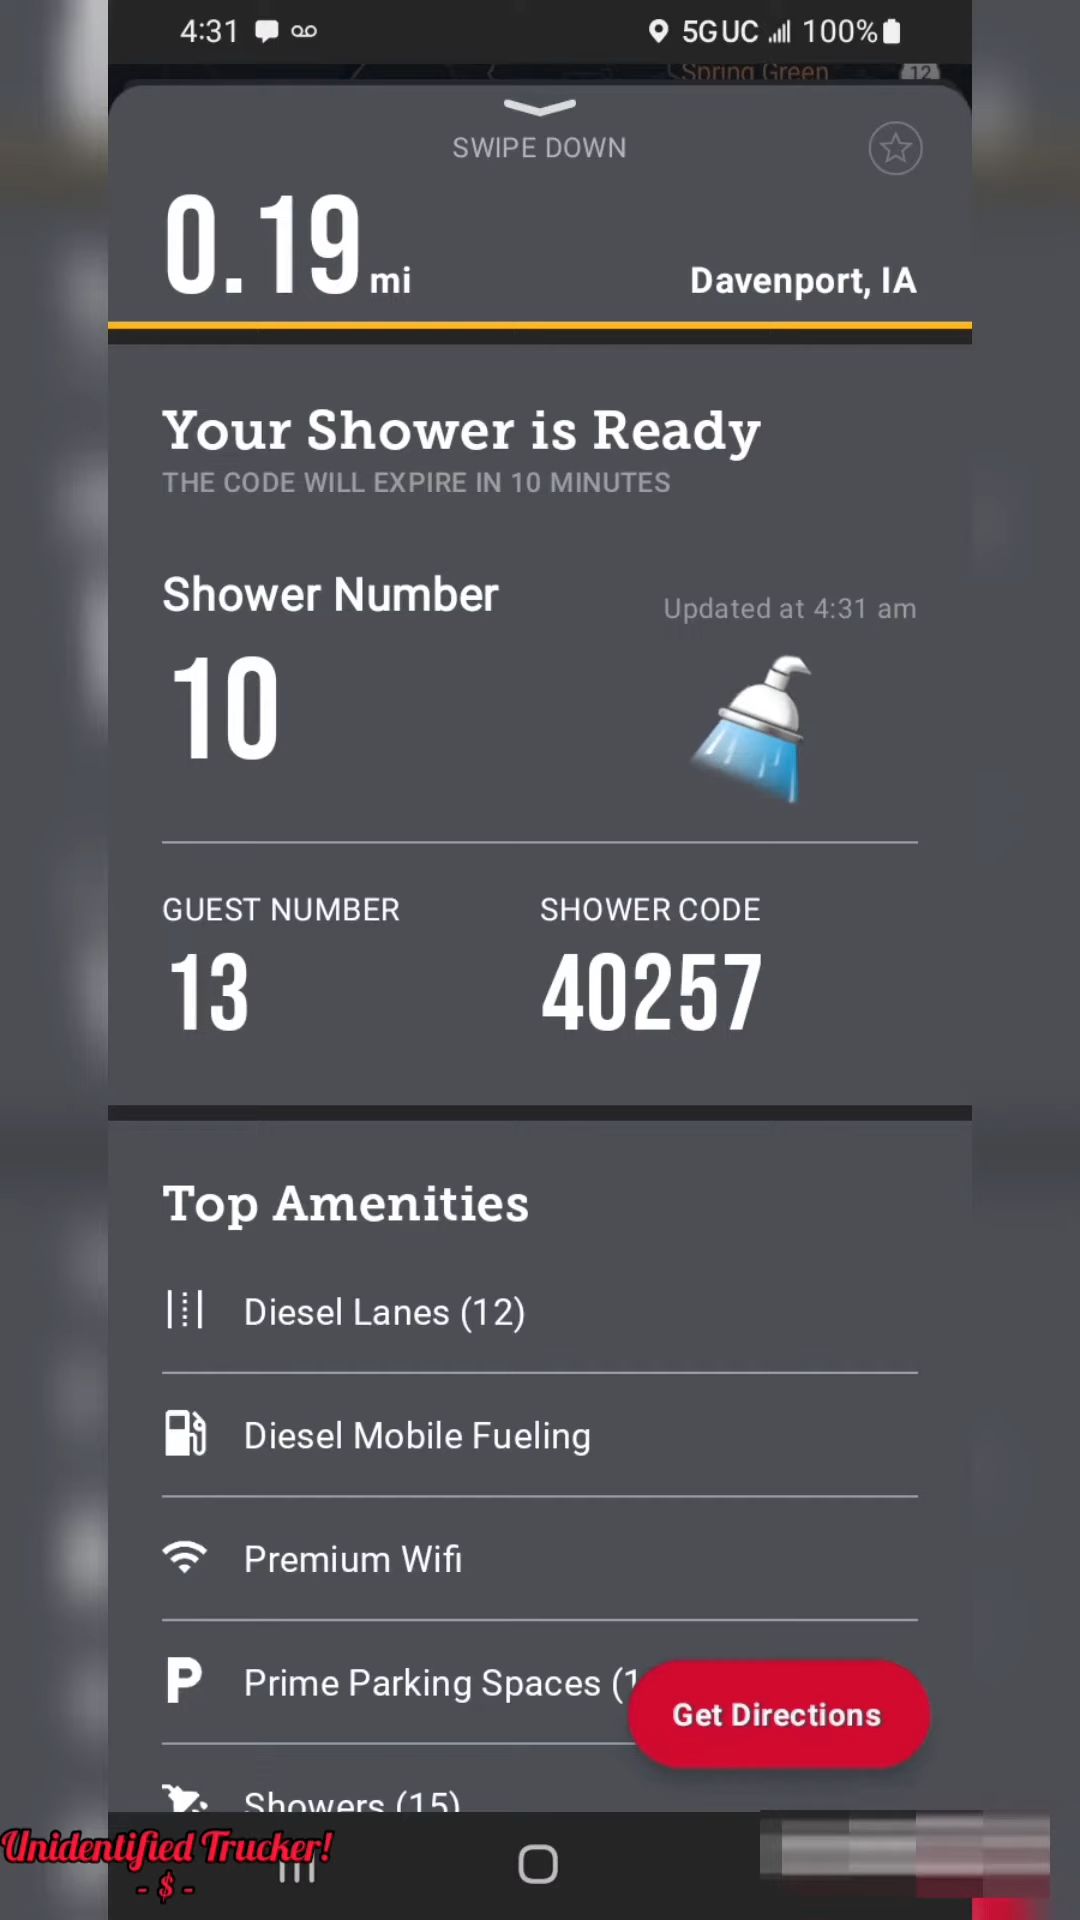 4:31 5G UC 100%
Spring Green 12
SWIPE DOWN
0.19 mi Davenport, IA
Your Shower is Ready
THE CODE WILL EXPIRE IN 10 MINUTES
Shower Number
Updated at 4:31 am
10
GUEST NUMBER SHOWER CODE
13 40257
Top Amenities
Diesel Lanes (12)
Diesel Mobile Fueling
Premium Wifi
P Prime Parking Spaces (1
Get Directions
Showers (15)
Unidentified Trucker!
- $ -